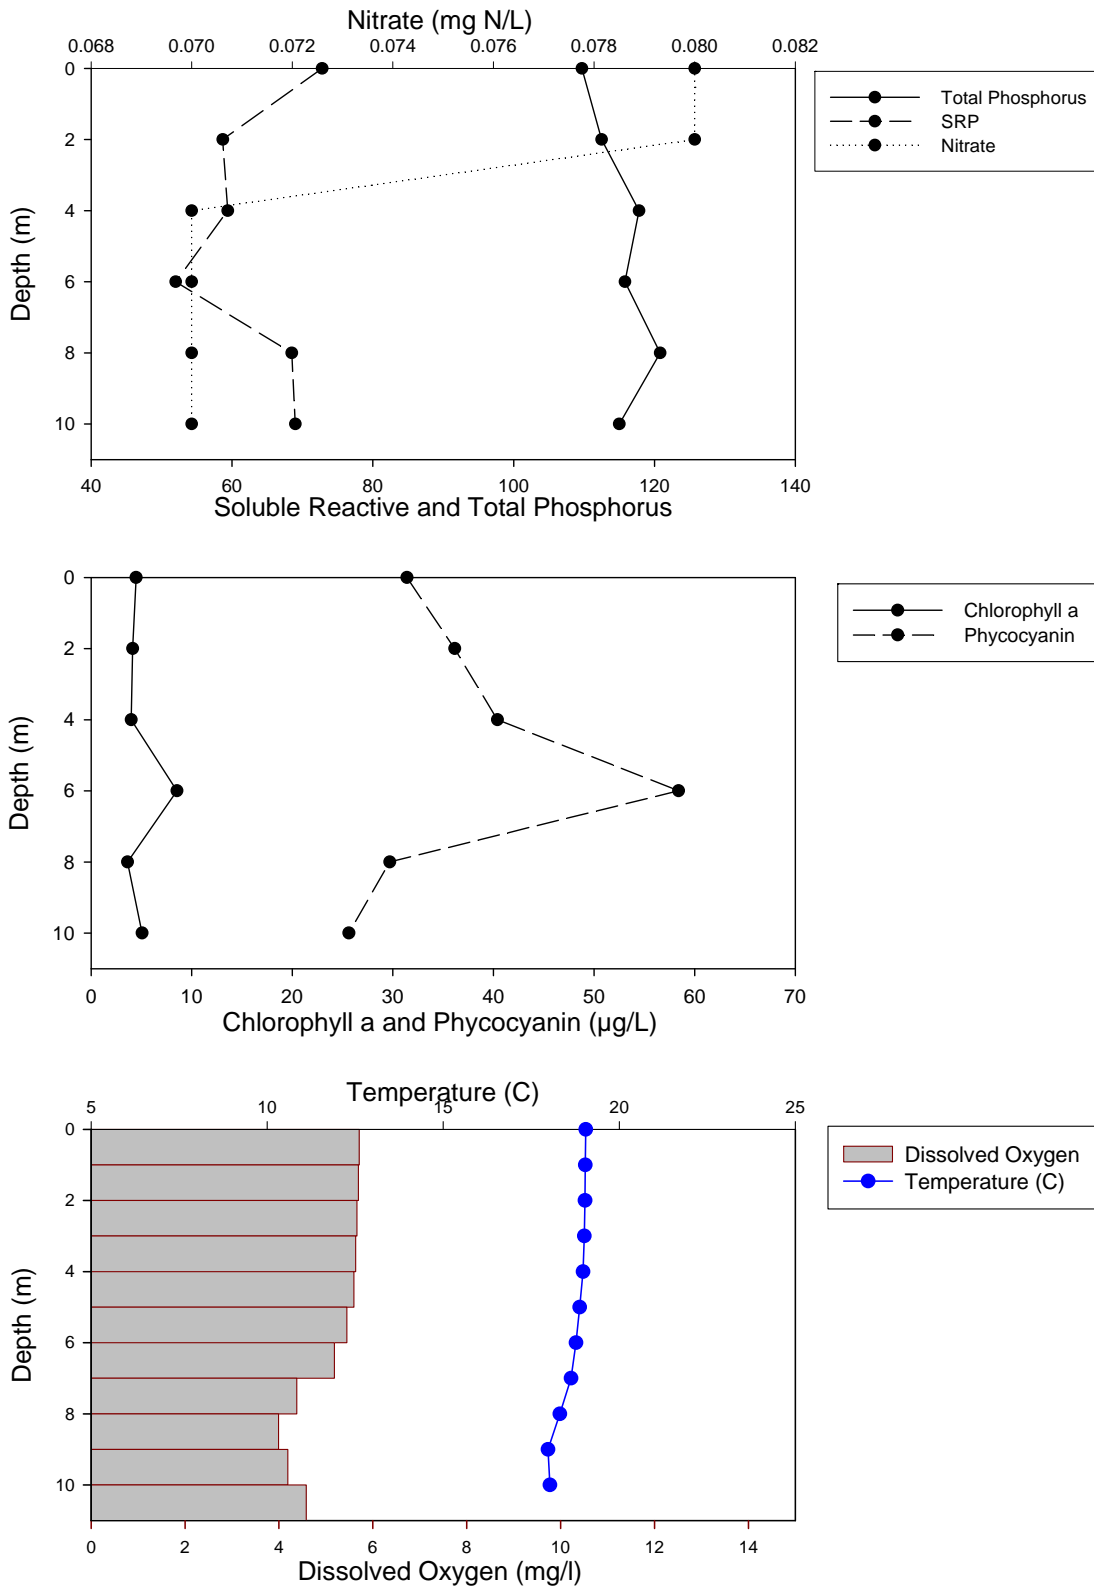 Nitrate (mg N/L)
0.068 0.070 0.072 0.074 0.076 0.078 0.080 0.082
0
2
4
6
8
10
Depth (m)
40 60 80 100 120 140
Soluble Reactive and Total Phosphorus
Total Phosphorus
SRP
Nitrate
0
2
4
6
8
10
Depth (m)
0 10 20 30 40 50 60 70
Chlorophyll a and Phycocyanin (µg/L)
Chlorophyll a
Phycocyanin
Temperature (C)
5 10 15 20 25
0
2
4
6
8
10
Depth (m)
0 2 4 6 8 10 12 14
Dissolved Oxygen (mg/l)
Dissolved Oxygen
Temperature (C)